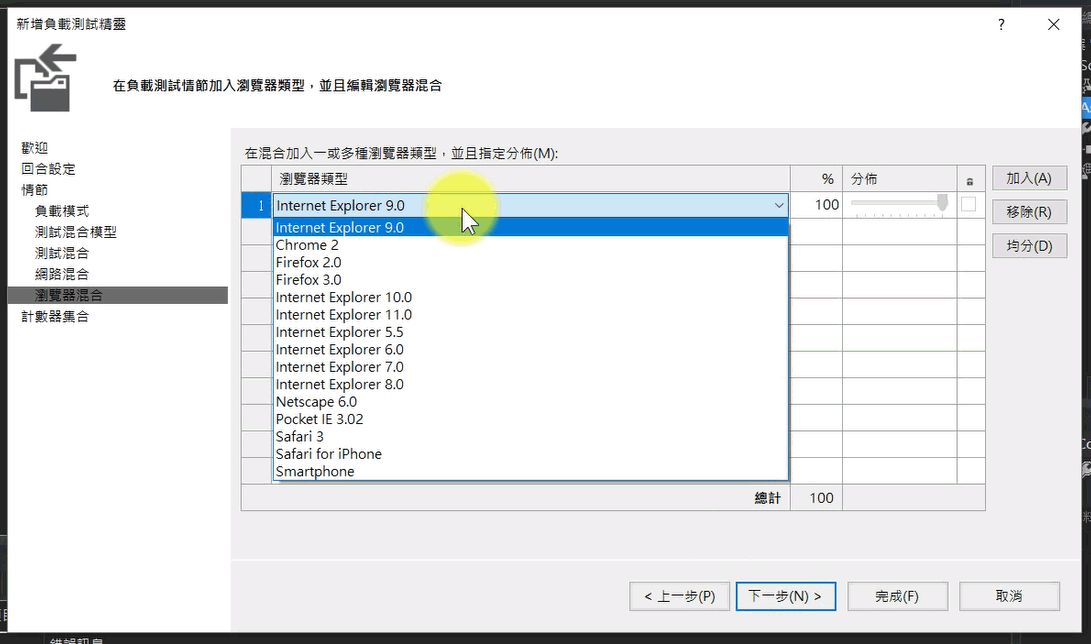 新增負載測試精靈
?
在負載測試情節加入瀏覽器類型，並且編輯瀏覽器混合
歡迎
回合設定
情節
負載模式
測試混合模型
測試混合
網路混合
瀏覽器混合
計數器集合
在混合加入一或多種瀏覽器類型，並且指定分佈(M):
瀏覽器類型 % 分佈
1 Internet Explorer 9.0 100
Internet Explorer 9.0
Chrome 2
Firefox 2.0
Firefox 3.0
Internet Explorer 10.0
Internet Explorer 11.0
Internet Explorer 5.5
Internet Explorer 6.0
Internet Explorer 7.0
Internet Explorer 8.0
Netscape 6.0
Pocket IE 3.02
Safari 3
Safari for iPhone
Smartphone
總計 100
加入(A)
移除(R)
均分(D)
< 上一步(P)
下一步(N) >
完成(F)
取消
錯誤訊息